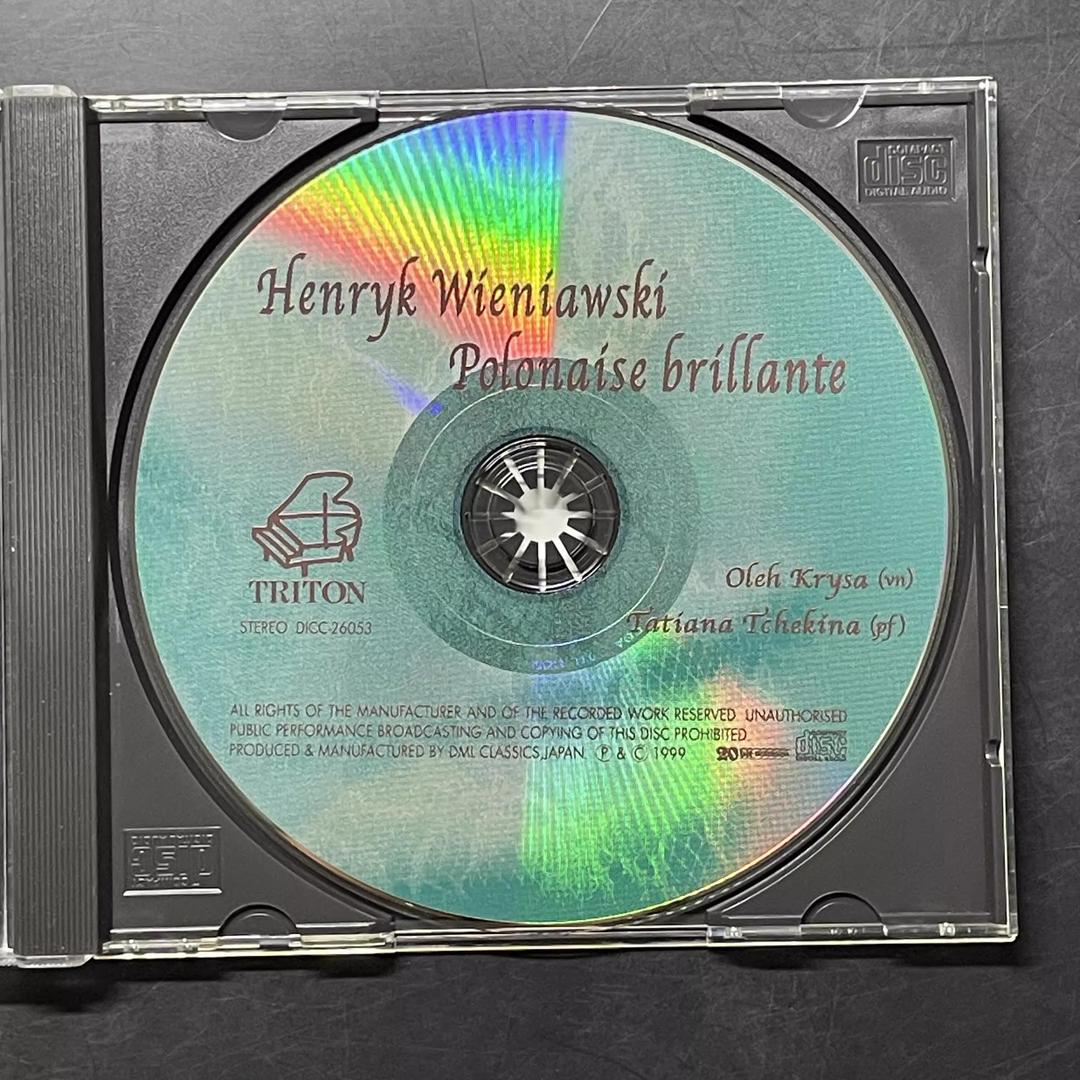 COMPACT
disc
DIGITAL AUDIO
Henryk Wieniawski
Polonaise brillante
TRITON
STEREO DICC-26053
Oleh Krysa (vn)
Tatiana Tchekina (pf)
ALL RIGHTS OF THE MANUFACTURER AND OF THE RECORDED WORK RESERVED. UNAUTHORISED
PUBLIC PERFORMANCE BROADCASTING AND COPYING OF THIS DISC PROHIBITED.
PRODUCED & MANUFACTURED BY DML CLASSICS,JAPAN Ⓟ & Ⓒ 1999 20 disc